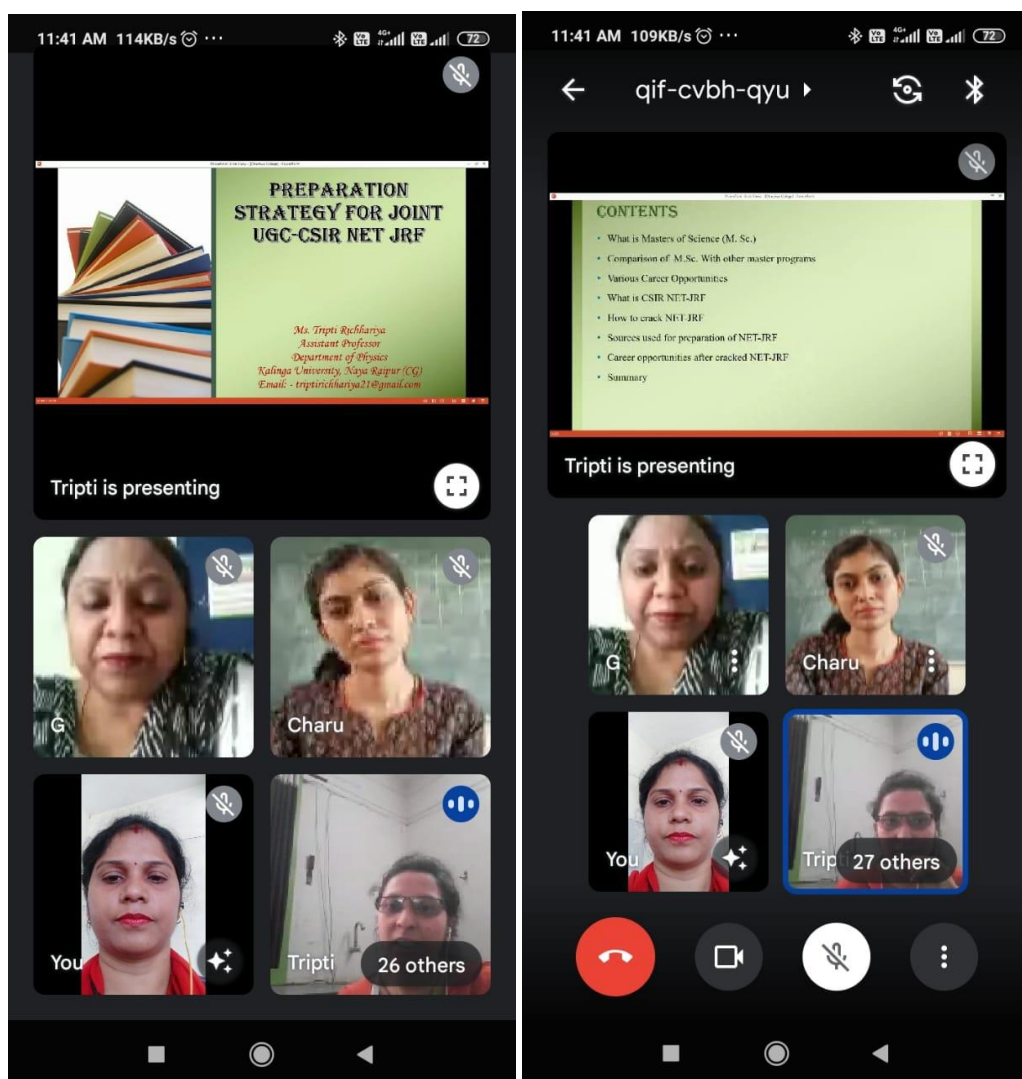 11:41 AM 114KB/s
4G+
72
PREPARATION
STRATEGY FOR JOINT
UGC-CSIR NET JRF
Ms. Tripti Richhariya
Assistant Professor
Department of Physics
Kalinga University, Naya Raipur (CG)
Email: - triptirichhariya21@gmail.com
Tripti is presenting
G
Charu
You
Tripti
26 others
11:41 AM 109KB/s
4G+
72
qif-cvbh-qyu
CONTENTS
• What is Masters of Science (M. Sc.)
• Comparison of M.Sc. With other master programs
• Various Career Opportunities
• What is CSIR NET-JRF
• How to crack NET-JRF
• Sources used for preparation of NET-JRF
• Career opportunities after cracked NET-JRF
• Summary
Tripti is presenting
G
Charu
You
Tripti
27 others